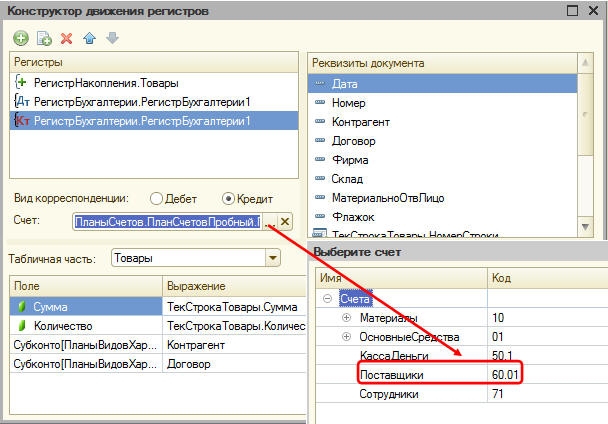 Конструктор движения регистров
Регистры
РегистрНакопления.Товары
Дт РегистрБухгалтерии.РегистрБухгалтерии1
Кт РегистрБухгалтерии.РегистрБухгалтерии1
Реквизиты документа
Дата
Номер
Контрагент
Договор
Фирма
Склад
МатериальноОтвЛицо
Флажок
ТекСтрокаТовары.НомерСтроки
Вид корреспонденции: Дебет Кредит
Счет: ПланыСчетов.ПланСчетовПробный. ...
Табличная часть: Товары
Поле Выражение
Сумма ТекСтрокаТовары.Сумма
Количество ТекСтрокаТовары.Количес
Субконто[ПланыВидовХар... Контрагент
Субконто[ПланыВидовХар... Договор
Выберите счет
Имя Код
Счета
Материалы 10
ОсновныеСредства 01
КассаДеньги 50.1
Поставщики 60.01
Сотрудники 71